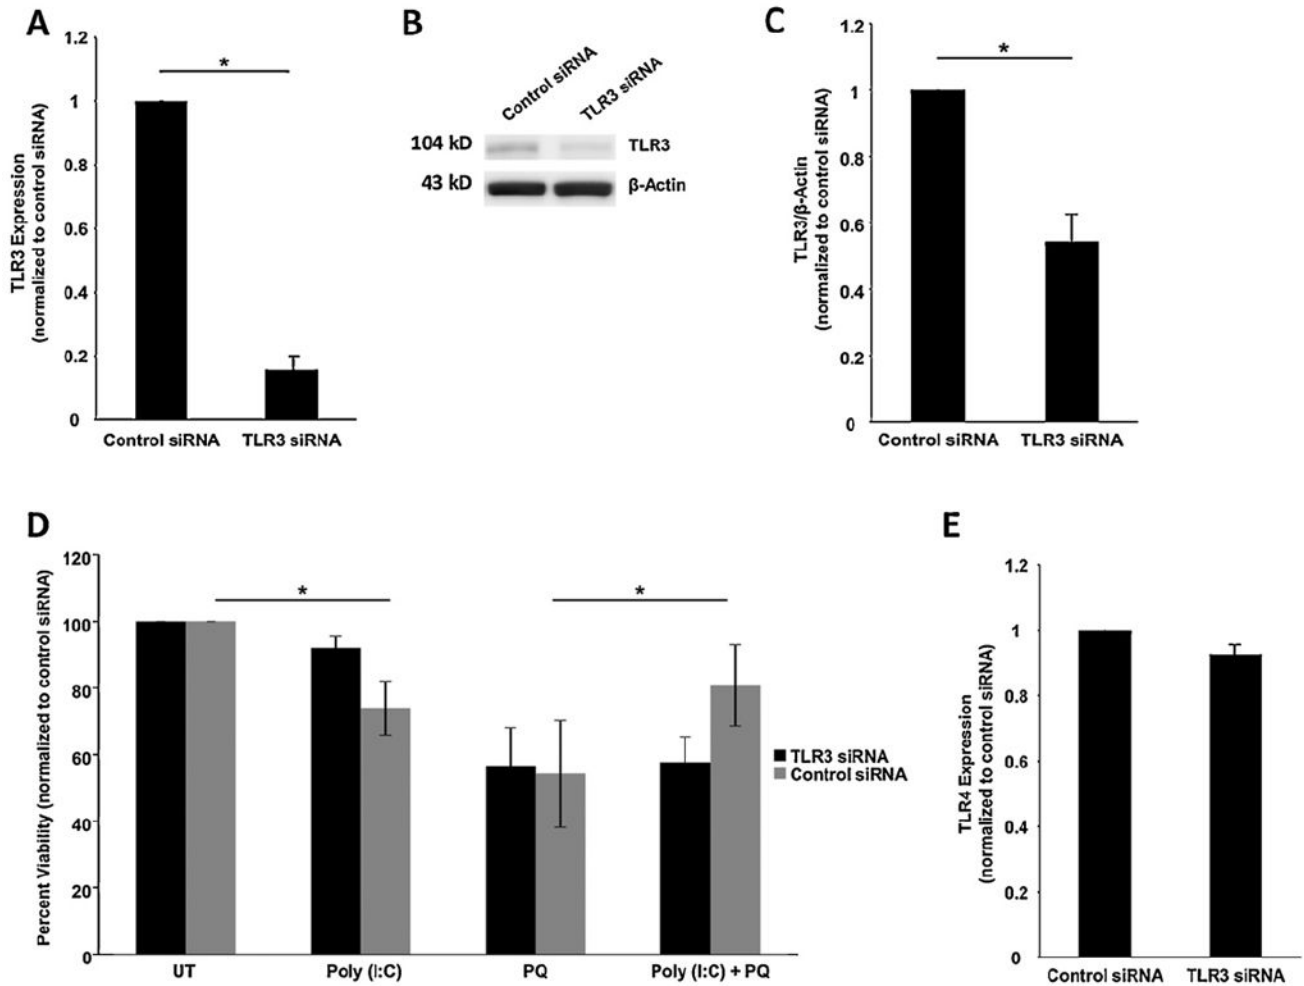 A
TLR3 Expression
(normalized to control siRNA)
1.2
1
0.8
0.6
0.4
0.2
0
*
Control siRNA
TLR3 siRNA
B
Control siRNA
TLR3 siRNA
104 kD
TLR3
43 kD
β-Actin
C
TLR3/β-Actin
(normalized to control siRNA)
1.2
1
0.8
0.6
0.4
0.2
0
*
Control siRNA
TLR3 siRNA
D
Percent Viability (normalized to control siRNA)
120
100
80
60
40
20
0
*
*
UT
Poly (I:C)
PQ
Poly (I:C) + PQ
TLR3 siRNA
Control siRNA
E
TLR4 Expression
(normalized to control siRNA)
1.2
1
0.8
0.6
0.4
0.2
0
Control siRNA
TLR3 siRNA